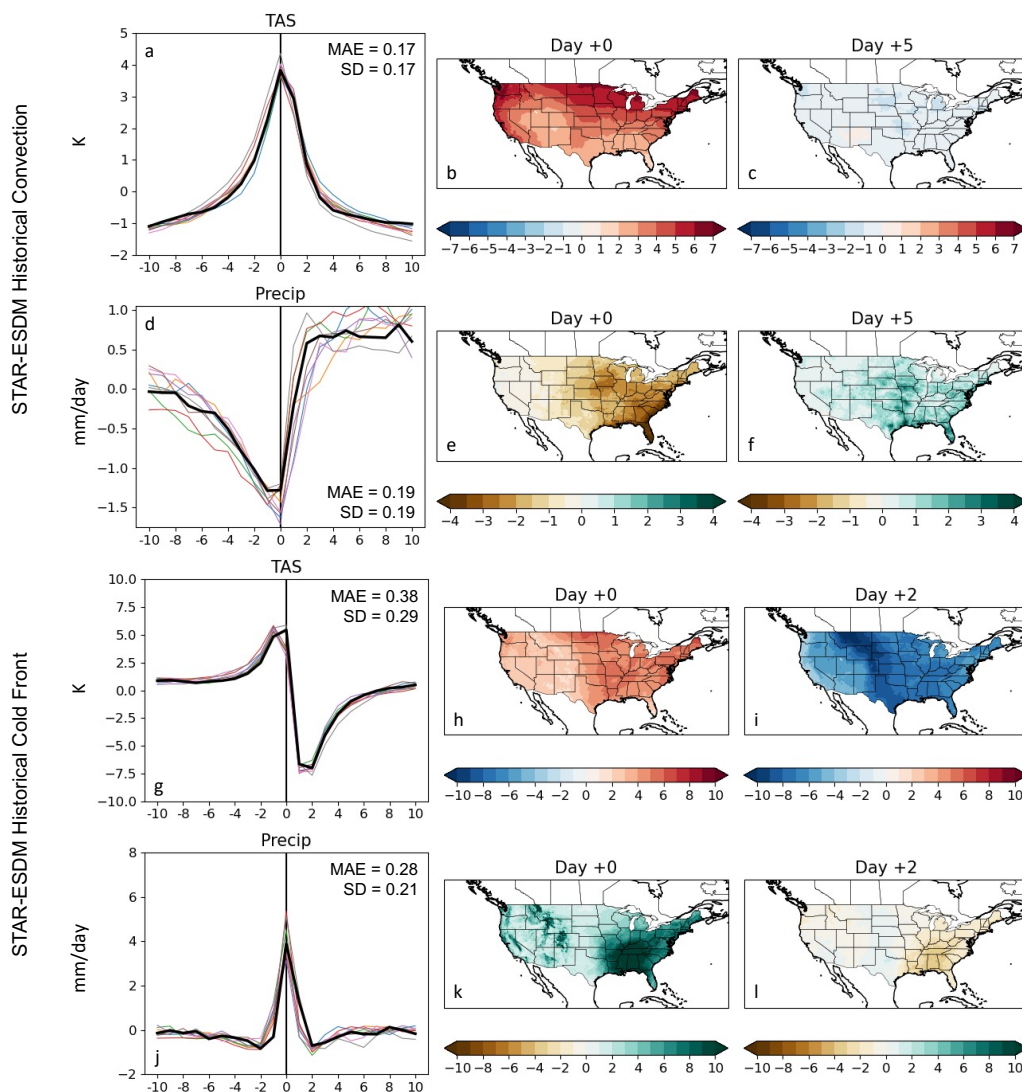 STAR-ESDM Historical Convection
TAS
a
MAE = 0.17
SD = 0.17
K
5
4
3
2
1
0
−1
−2
-10 -8 -6 -4 -2 0 2 4 6 8 10
Day +0
b
−7−6−5−4−3−2−1 0 1 2 3 4 5 6 7
Day +5
c
−7−6−5−4−3−2−1 0 1 2 3 4 5 6 7
Precip
d
MAE = 0.19
SD = 0.19
mm/day
1.0
0.5
0.0
−0.5
−1.0
−1.5
-10 -8 -6 -4 -2 0 2 4 6 8 10
Day +0
e
−4 −3 −2 −1 0 1 2 3 4
Day +5
f
−4 −3 −2 −1 0 1 2 3 4
STAR-ESDM Historical Cold Front
TAS
MAE = 0.38
SD = 0.29
K
10.0
7.5
5.0
2.5
0.0
−2.5
−5.0
−7.5
−10.0
g
-10 -8 -6 -4 -2 0 2 4 6 8 10
Day +0
h
−10 −8 −6 −4 −2 0 2 4 6 8 10
Day +2
i
−10 −8 −6 −4 −2 0 2 4 6 8 10
Precip
MAE = 0.28
SD = 0.21
mm/day
8
6
4
2
0
−2
j
-10 -8 -6 -4 -2 0 2 4 6 8 10
Day +0
k
−10 −8 −6 −4 −2 0 2 4 6 8 10
Day +2
l
−10 −8 −6 −4 −2 0 2 4 6 8 10